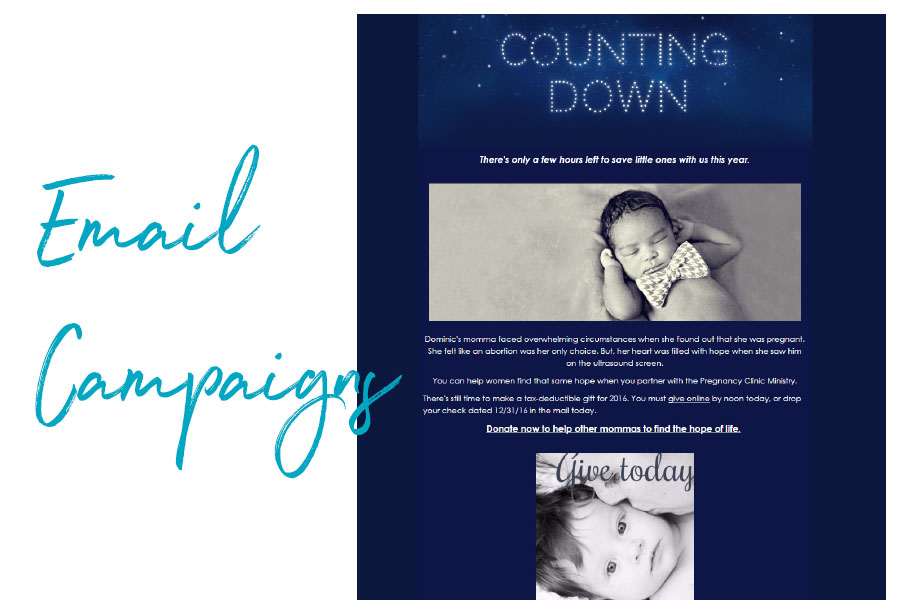 Email
Campaigns
COUNTING
DOWN
There's only a few hours left to save little ones with us this year.
Dominic's momma faced overwhelming circumstances when she found out that she was pregnant.
She felt like an abortion was her only choice. But, her heart was filled with hope when she saw him
on the ultrasound screen.
You can help women find that same hope when you partner with the Pregnancy Clinic Ministry.
There's still time to make a tax-deductible gift for 2016. You must give online by noon today, or drop
your check dated 12/31/16 in the mail today.
Donate now to help other mommas to find the hope of life.
Give today